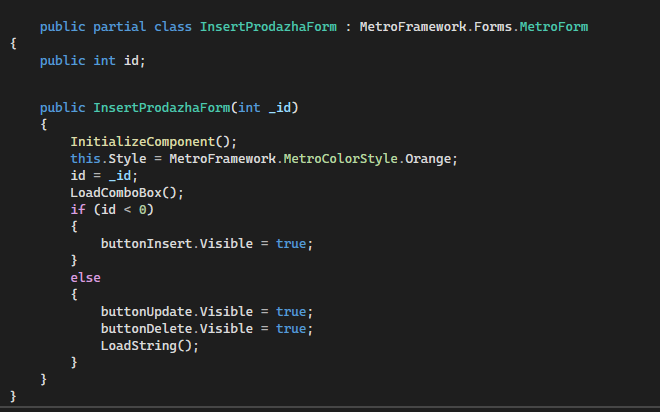 public partial class InsertProdazhaForm : MetroFramework.Forms.MetroForm
{
public int id;
public InsertProdazhaForm(int _id)
{
InitializeComponent();
this.Style = MetroFramework.MetroColorStyle.Orange;
id = _id;
LoadComboBox();
if (id < 0)
{
buttonInsert.Visible = true;
}
else
{
buttonUpdate.Visible = true;
buttonDelete.Visible = true;
LoadString();
}
}
}